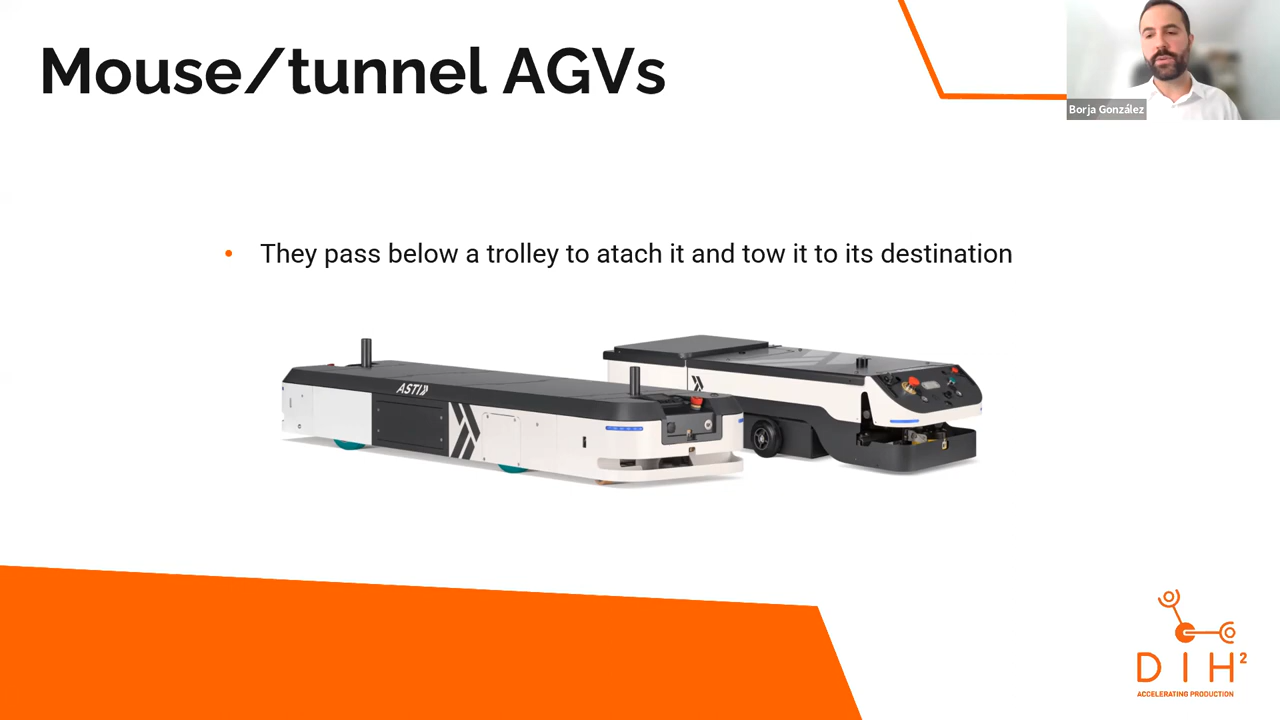 Mouse/tunnel AGVs
Borja González
• They pass below a trolley to atach it and tow it to its destination
ASTI
DIH²
ACCELERATING PRODUCTION